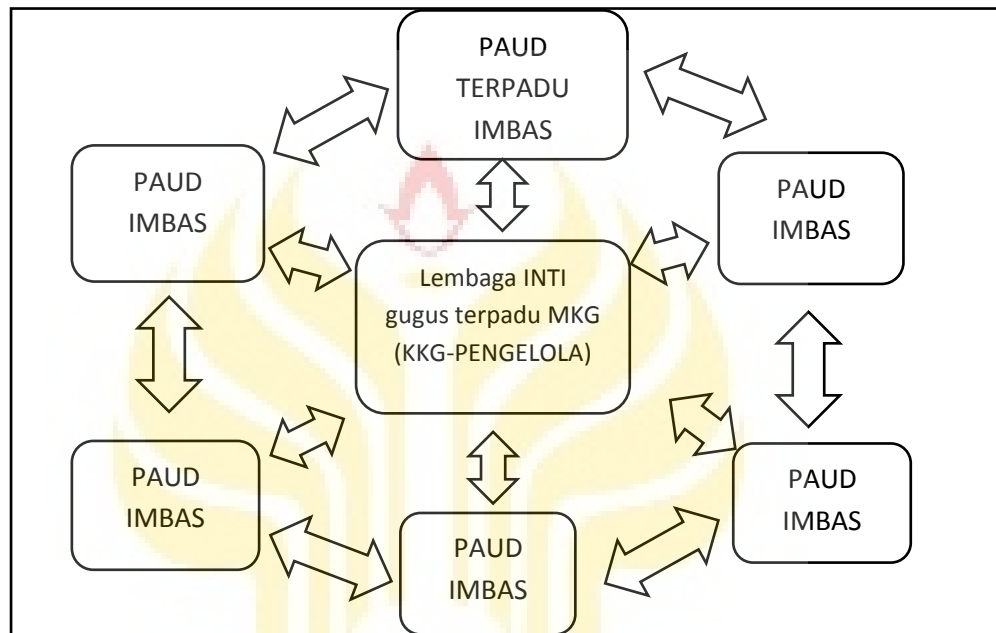 PAUD
TERPADU
IMBAS
PAUD
IMBAS
PAUD
IMBAS
Lembaga INTI
gugus terpadu MKG
(KKG-PENGELOLA)
PAUD
IMBAS
PAUD
IMBAS
PAUD
IMBAS